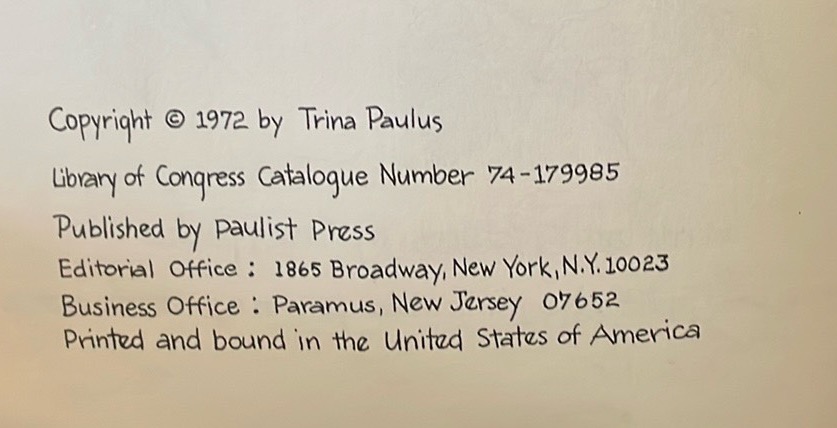 Copyright © 1972 by Trina Paulus
Library of Congress Catalogue Number 74-179985
Published by Paulist Press
Editorial Office : 1865 Broadway, New York, N.Y. 10023
Business Office : Paramus, New Jersey 07652
Printed and bound in the United States of America